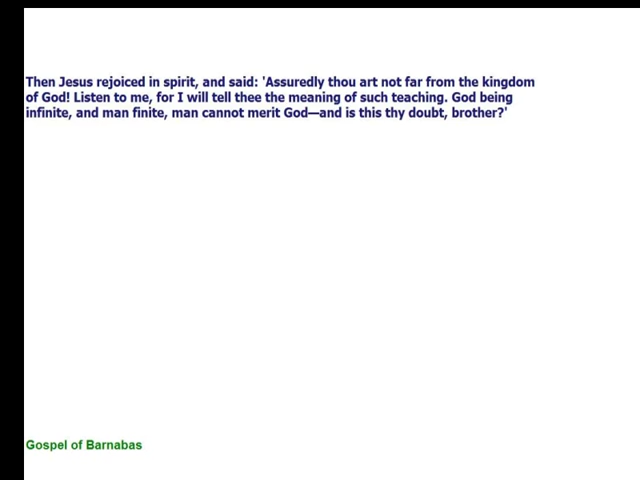 Then Jesus rejoiced in spirit, and said: 'Assuredly thou art not far from the kingdom
of God! Listen to me, for I will tell thee the meaning of such teaching. God being
infinite, and man finite, man cannot merit God—and is this thy doubt, brother?'
Gospel of Barnabas